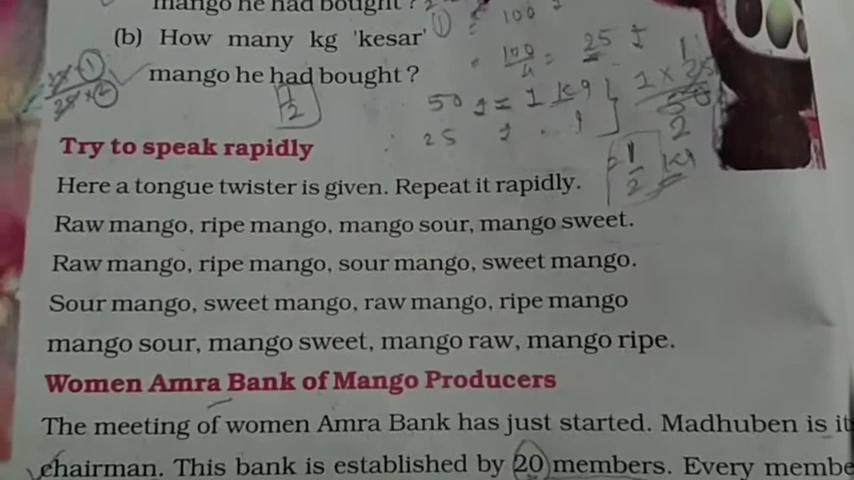 mango he had bought?
(b) How many kg 'kesar'
mango he had bought?
1/2
100
100/4 = 25
50 = 1 kg
25
1 × 25
50
2
= 1/2 kg
Try to speak rapidly
Here a tongue twister is given. Repeat it rapidly.
Raw mango, ripe mango, mango sour, mango sweet.
Raw mango, ripe mango, sour mango, sweet mango.
Sour mango, sweet mango, raw mango, ripe mango
mango sour, mango sweet, mango raw, mango ripe.
Women Amra Bank of Mango Producers
The meeting of women Amra Bank has just started. Madhuben is it
chairman. This bank is established by 20 members. Every membe